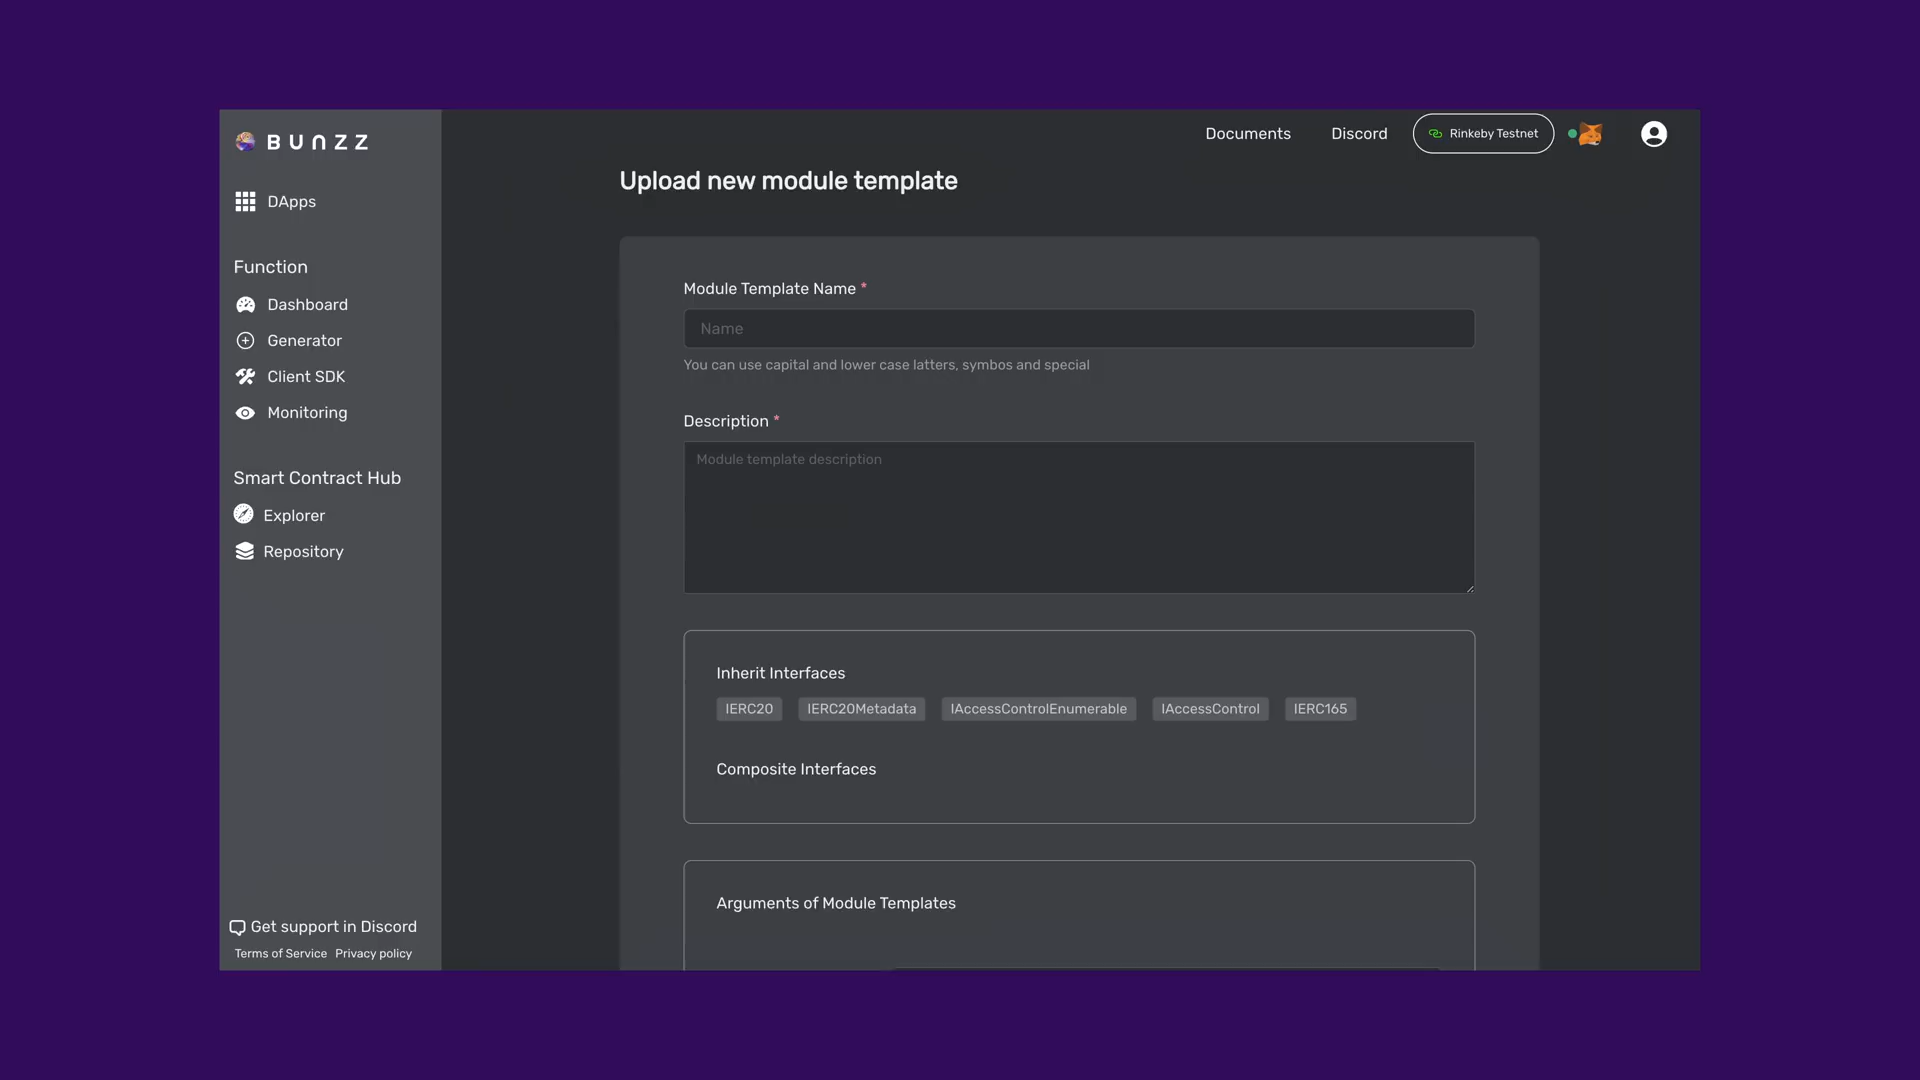 BUNZZ
DApps
Function
Dashboard
Generator
Client SDK
Monitoring
Smart Contract Hub
Explorer
Repository
Get support in Discord
Terms of Service Privacy policy
Documents Discord Rinkeby Testnet
Upload new module template
Module Template Name *
Name
You can use capital and lower case latters, symbos and special
Description *
Module template description
Inherit Interfaces
IERC20 IERC20Metadata IAccessControlEnumerable IAccessControl IERC165
Composite Interfaces
Arguments of Module Templates